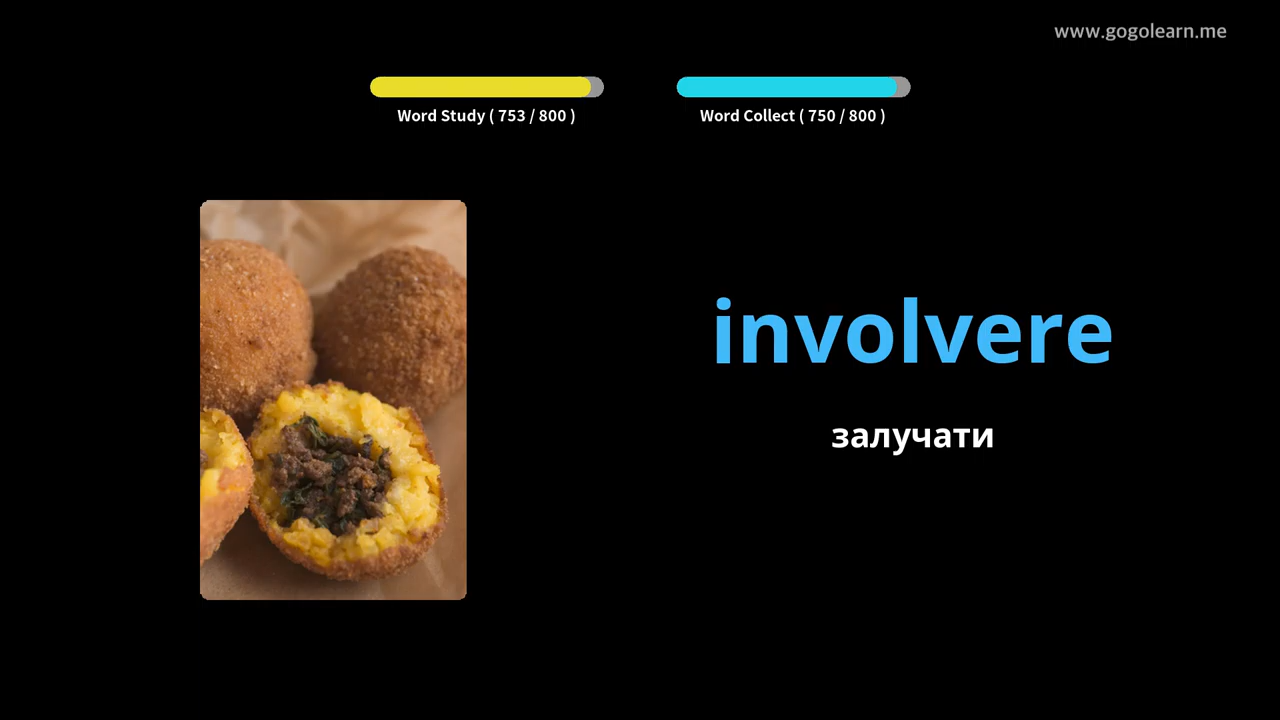 www.gogolearn.me
Word Study ( 753 / 800 )
Word Collect ( 750 / 800 )
involvere
залучати